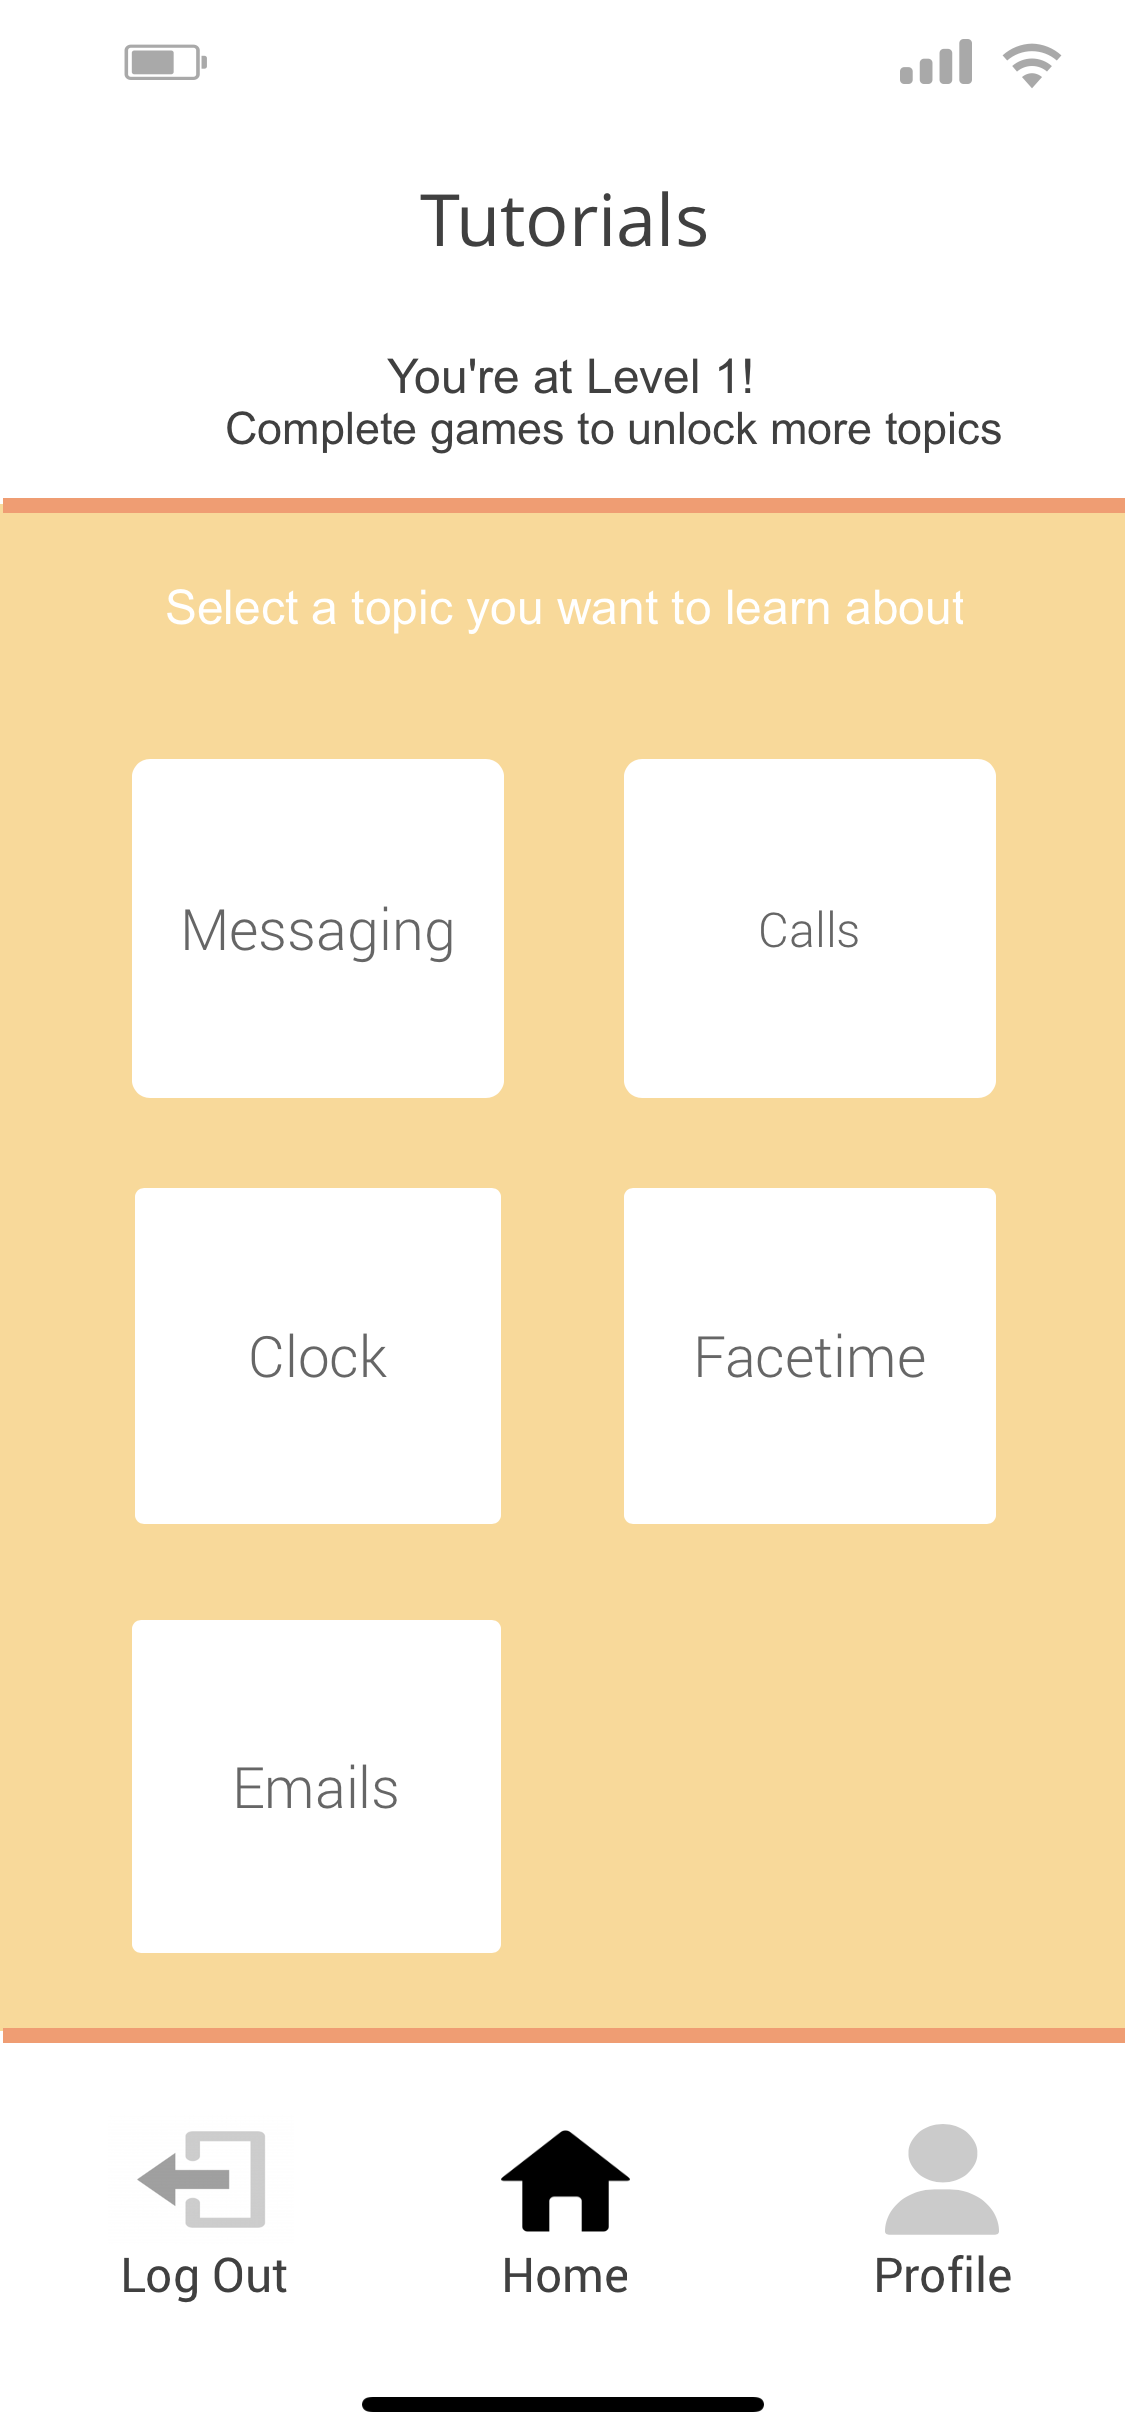 Tutorials
You're at Level 1!
Complete games to unlock more topics
Select a topic you want to learn about
Messaging
Calls
Clock
Facetime
Emails
Log Out
Home
Profile